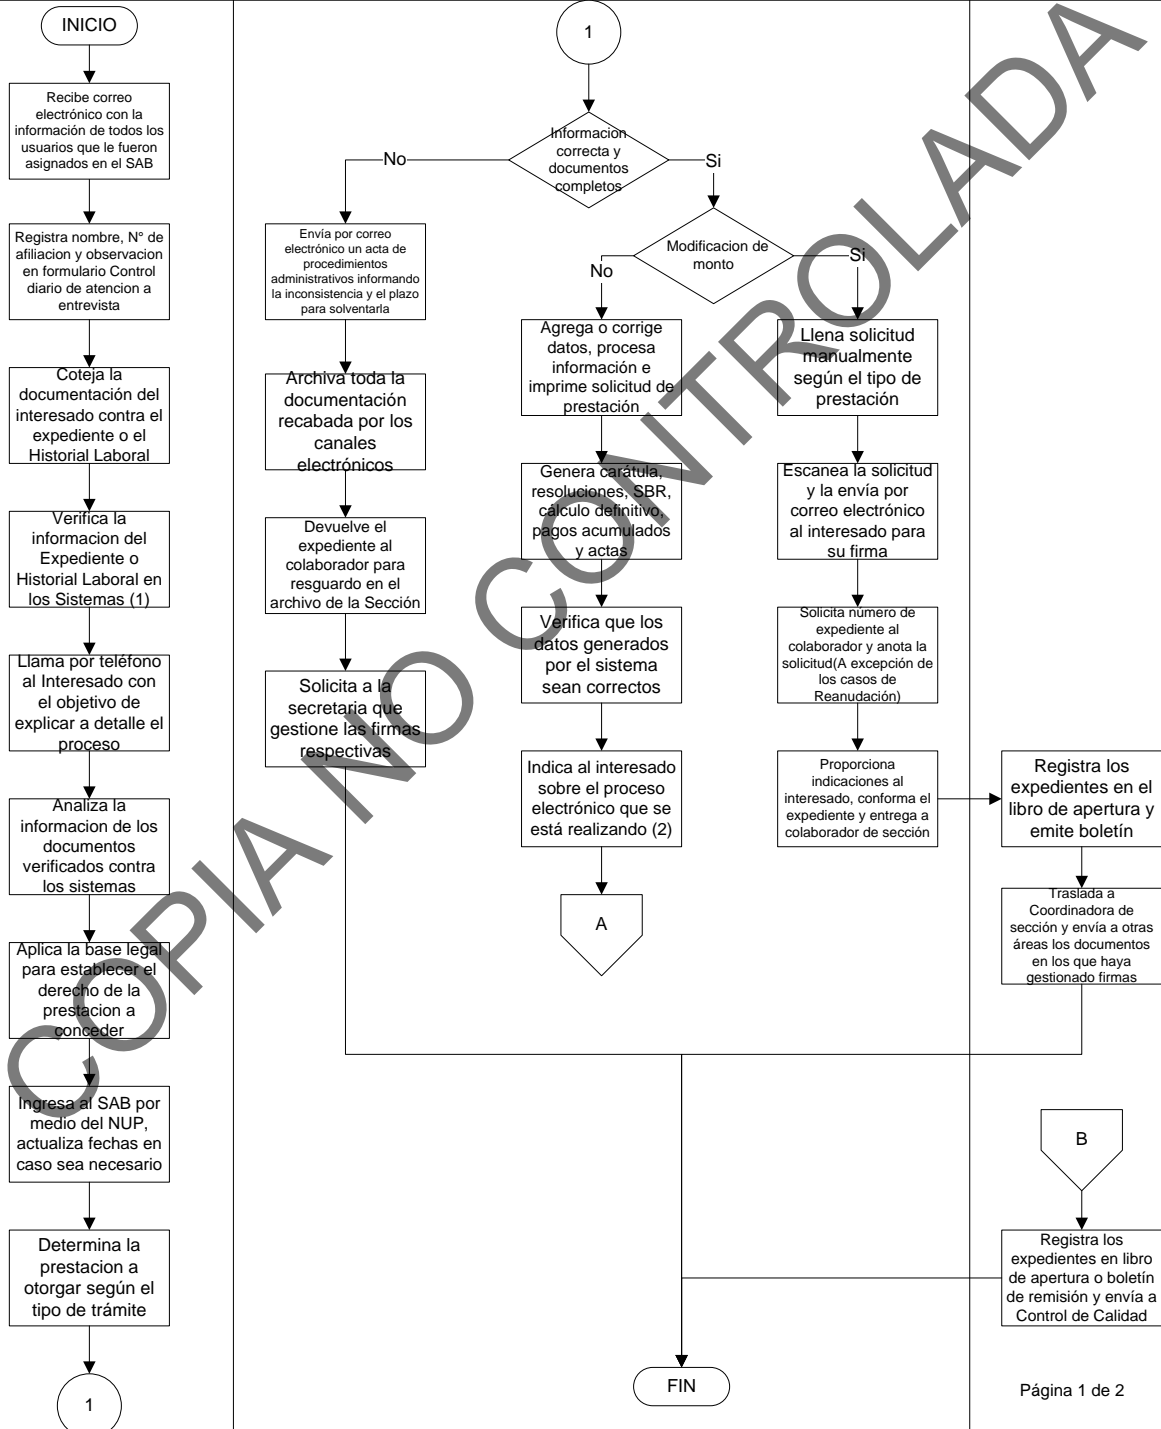 INICIO
Recibe correo
electrónico con la
información de todos los
usuarios que le fueron
asignados en el SAB
Registra nombre, N° de
afiliacion y observacion
en formulario Control
diario de atencion a
entrevista
Coteja la
documentación del
interesado contra el
expediente o el
Historial Laboral
Verifica la
informacion del
Expediente o
Historial Laboral en
los Sistemas (1)
Llama por teléfono
al Interesado con
el objetivo de
explicar a detalle el
proceso
Analiza la
informacion de los
documentos
verificados contra
los sistemas
Aplica la base legal
para establecer el
derecho de la
prestacion a
conceder
Ingresa al SAB por
medio del NUP,
actualiza fechas en
caso sea necesario
Determina la
prestacion a
otorgar según el
tipo de trámite
1
1
Informacion
correcta y
documentos
completos
No
Si
Envía por correo
electrónico un acta de
procedimientos
administrativos informando
la inconsistencia y el plazo
para solventarla
Archiva toda la
documentación
recabada por los
canales
electrónicos
Devuelve el
expediente al
colaborador para
resguardo en el
archivo de la Sección
Solicita a la
secretaria que
gestione las firmas
respectivas
Modificacion de
monto
No
Si
Agrega o corrige
datos, procesa
información e
imprime solicitud de
prestación
Genera carátula,
resoluciones, SBR,
cálculo definitivo,
pagos acumulados
y actas
Verifica que los
datos generados
por el sistema
sean correctos
Indica al interesado
sobre el proceso
electrónico que se
está realizando (2)
A
Llena solicitud
manualmente
según el tipo de
prestación
Escanea la solicitud
y la envía por
correo electrónico
al interesado para
su firma
Solicita número de
expediente al
colaborador y anota la
solicitud(A excepción de
los casos de
Reanudación)
Proporciona
indicaciones al
interesado, conforma el
expediente y entrega a
colaborador de sección
Registra los
expedientes en el
libro de apertura y
emite boletín
Traslada a
Coordinadora de
sección y envía a otras
áreas los documentos
en los que haya
gestionado firmas
B
Registra los
expedientes en libro
de apertura o boletín
de remisión y envía a
Control de Calidad
FIN
Página 1 de 2
COPIA NO CONTROLADA